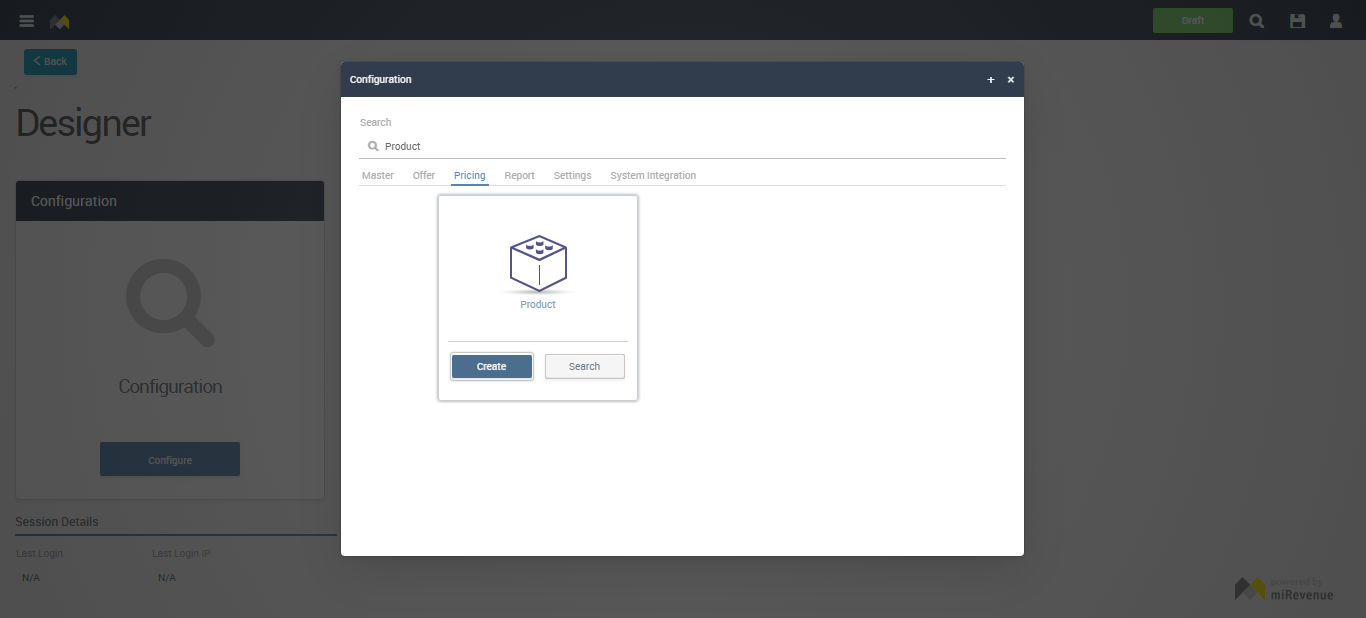 Draft
Back
Designer
Configuration
Configuration
Configure
Session Details
Last Login Last Login IP
N/A N/A
Configuration + ×
Search
Product
Master Offer Pricing Report Settings System Integration
Product
Create Search
powered by
miRevenue